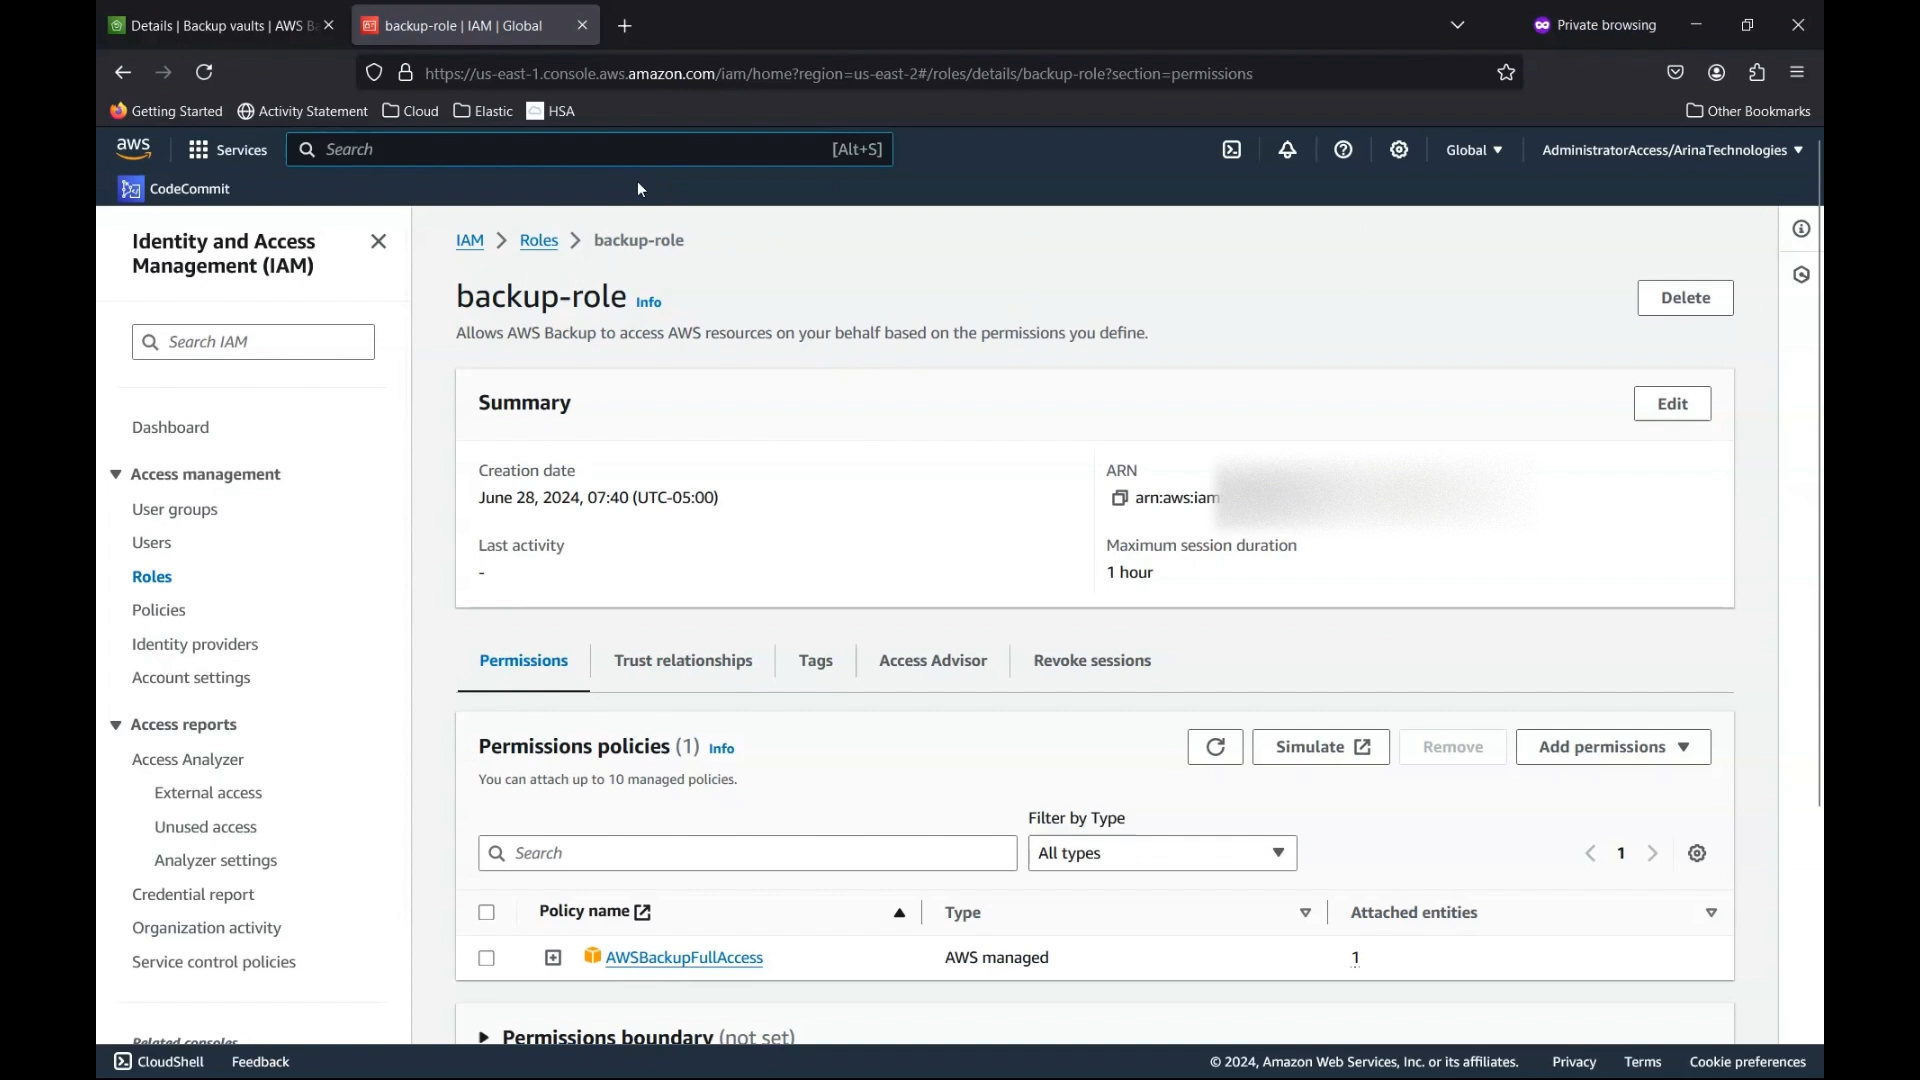 Details | Backup vaults | AWS Ba
backup-role | IAM | Global
Private browsing
https://us-east-1.console.aws.amazon.com/iam/home?region=us-east-2#/roles/details/backup-role?section=permissions
Getting Started
Activity Statement
Cloud
Elastic
HSA
Other Bookmarks
aws
Services
Search
[Alt+S]
Global
AdministratorAccess/ArinaTechnologies
CodeCommit
Identity and Access
Management (IAM)
Search IAM
Dashboard
Access management
User groups
Users
Roles
Policies
Identity providers
Account settings
Access reports
Access Analyzer
External access
Unused access
Analyzer settings
Credential report
Organization activity
Service control policies
Related consoles
IAM > Roles > backup-role
backup-role Info
Delete
Allows AWS Backup to access AWS resources on your behalf based on the permissions you define.
Summary
Edit
Creation date
June 28, 2024, 07:40 (UTC-05:00)
ARN
arn:aws:iam
Last activity
-
Maximum session duration
1 hour
Permissions
Trust relationships
Tags
Access Advisor
Revoke sessions
Permissions policies (1) Info
Simulate
Remove
Add permissions
You can attach up to 10 managed policies.
Filter by Type
Search
All types
1
Policy name
Type
Attached entities
AWSBackupFullAccess
AWS managed
1
Permissions boundary (not set)
CloudShell
Feedback
© 2024, Amazon Web Services, Inc. or its affiliates.
Privacy
Terms
Cookie preferences